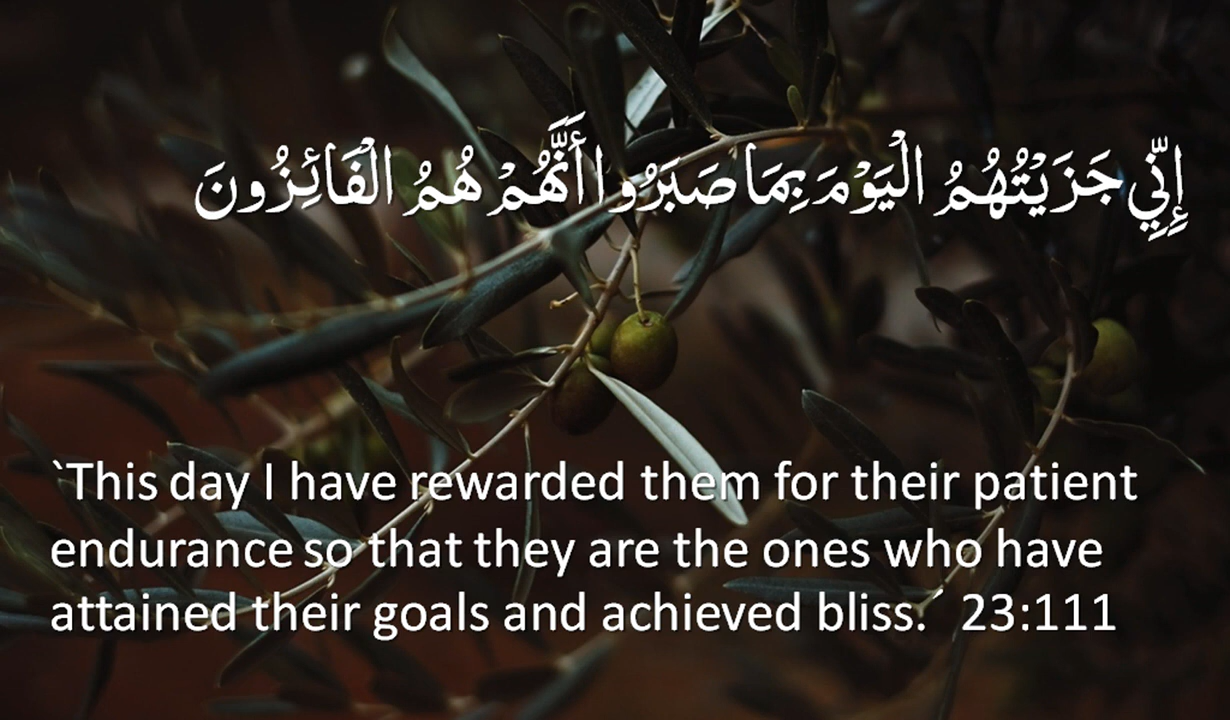 إِنِّي جَزَيْتُهُمُ الْيَوْمَ بِمَا صَبَرُوا أَنَّهُمْ هُمُ الْفَائِزُونَ
`This day I have rewarded them for their patient
endurance so that they are the ones who have
attained their goals and achieved bliss.´ 23:111